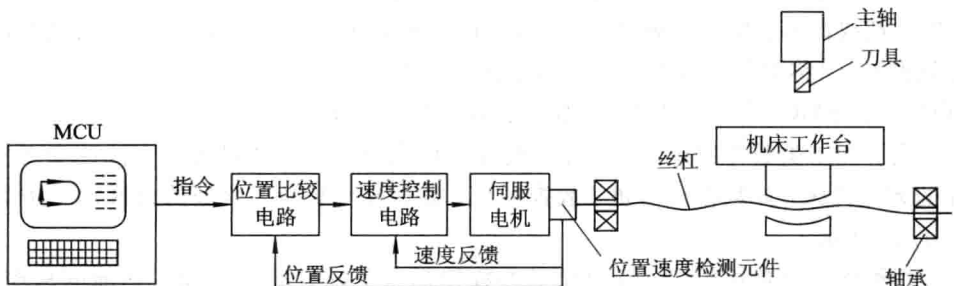 主轴
刀具
MCU
机床工作台
丝杠
指令
位置比较
电路
速度控制
电路
伺服
电机
速度反馈
位置反馈
位置速度检测元件
轴承